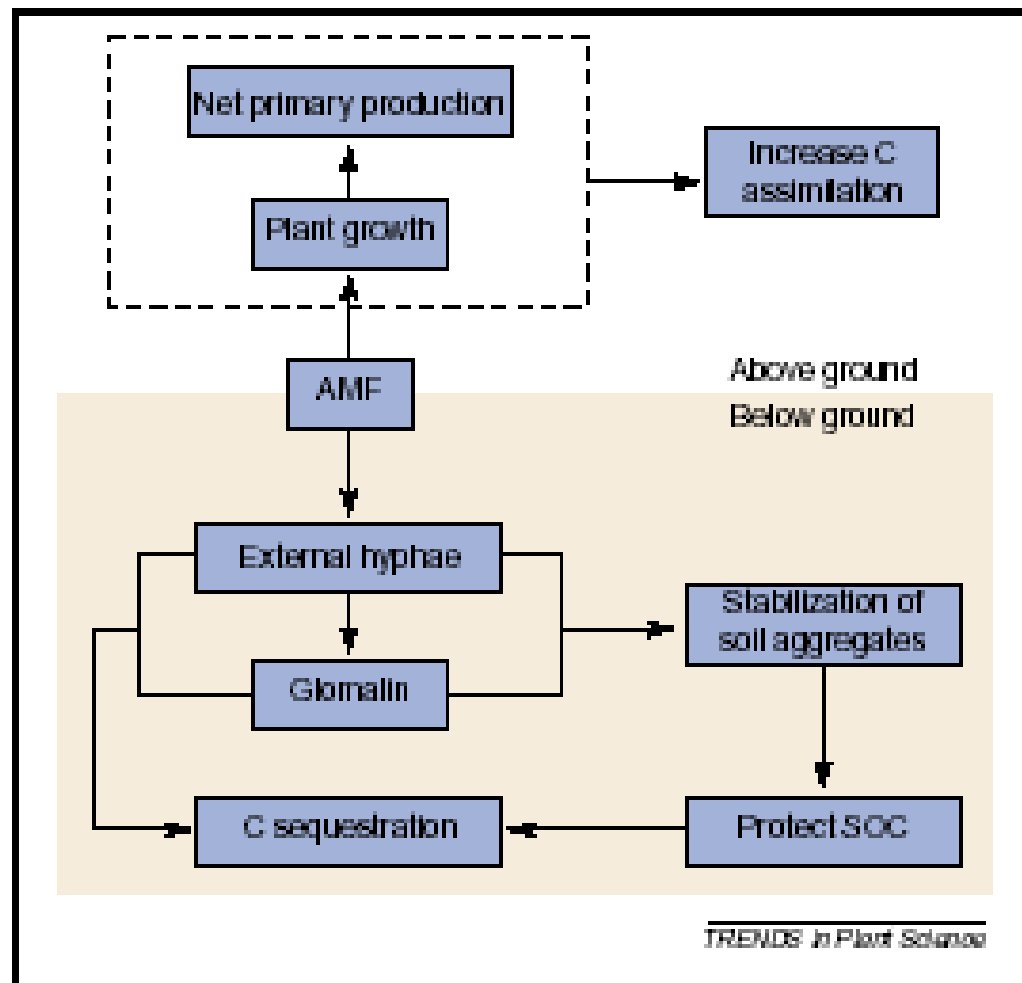 Net primary production
Increase C
assimilation
Plant growth
AMF
Above ground
Below ground
External hyphae
Stabilization of
soil aggregates
Glomalin
C sequestration
Protect SOC
TRENDS in Plant Science